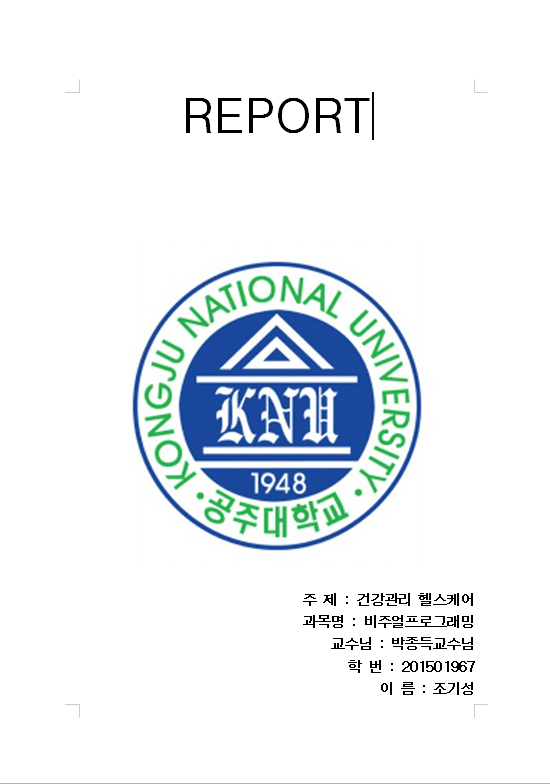 REPORT
KONGJU NATIONAL UNIVERSITY
KNU
1948
공주대학교
주 제 : 건강관리 헬스케어
과목명 : 비주얼프로그래밍
교수님 : 박종득교수님
학 번 : 201501967
이 름 : 조기성